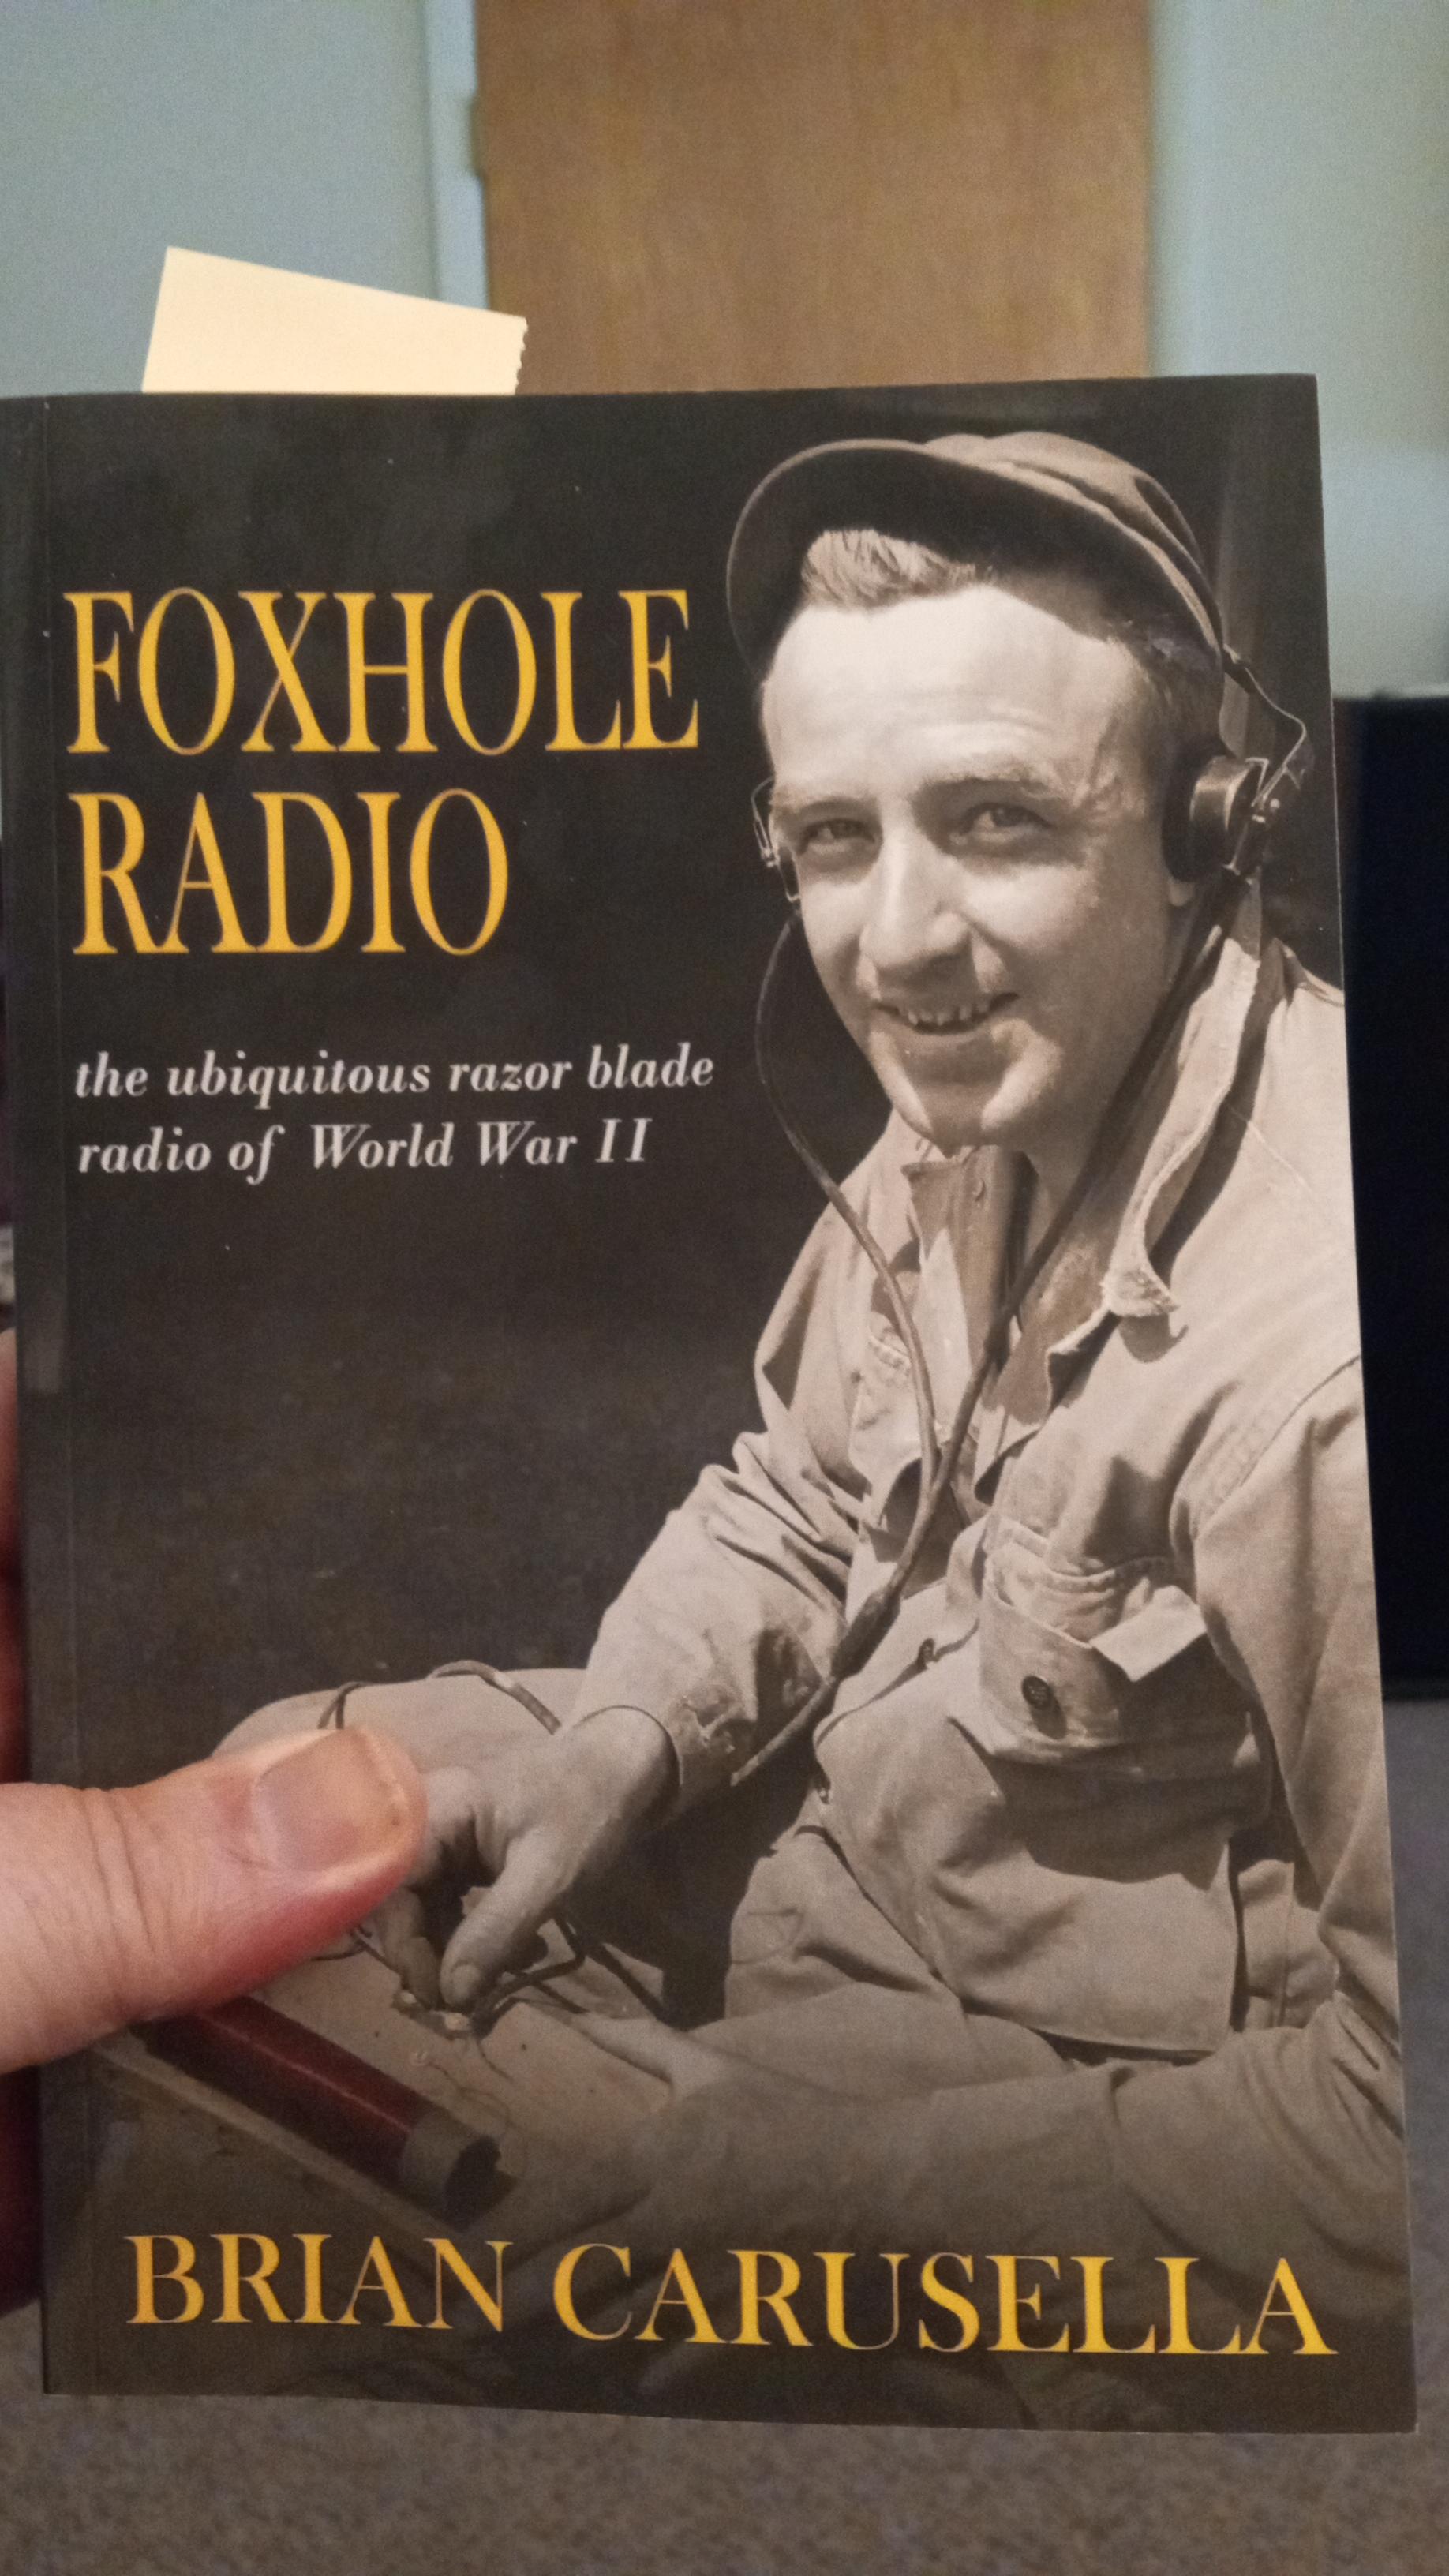 FOXHOLE
RADIO
the ubiquitous razor blade
radio of World War II
BRIAN CARUSELLA